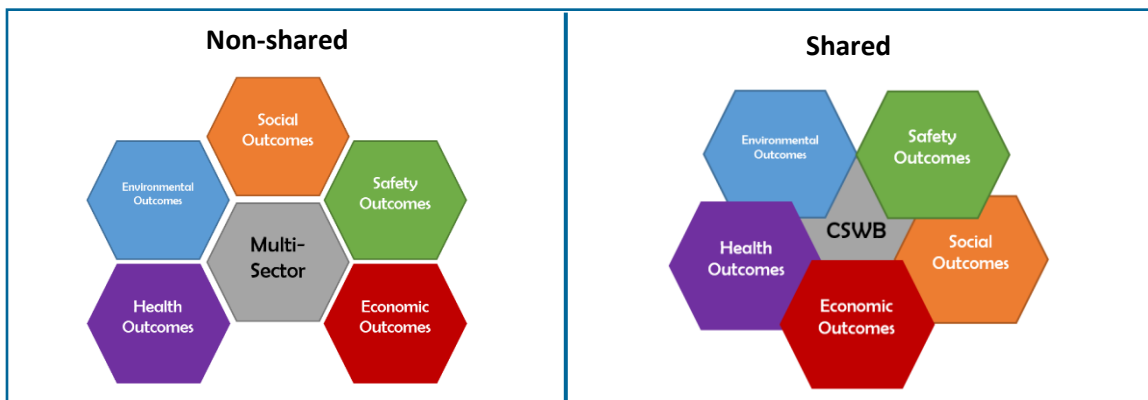 Non-shared
Social
Outcomes
Environmental
Outcomes
Safety
Outcomes
Multi-
Sector
Health
Outcomes
Economic
Outcomes
Shared
Environmental
Outcomes
Safety
Outcomes
CSWB
Health
Outcomes
Social
Outcomes
Economic
Outcomes